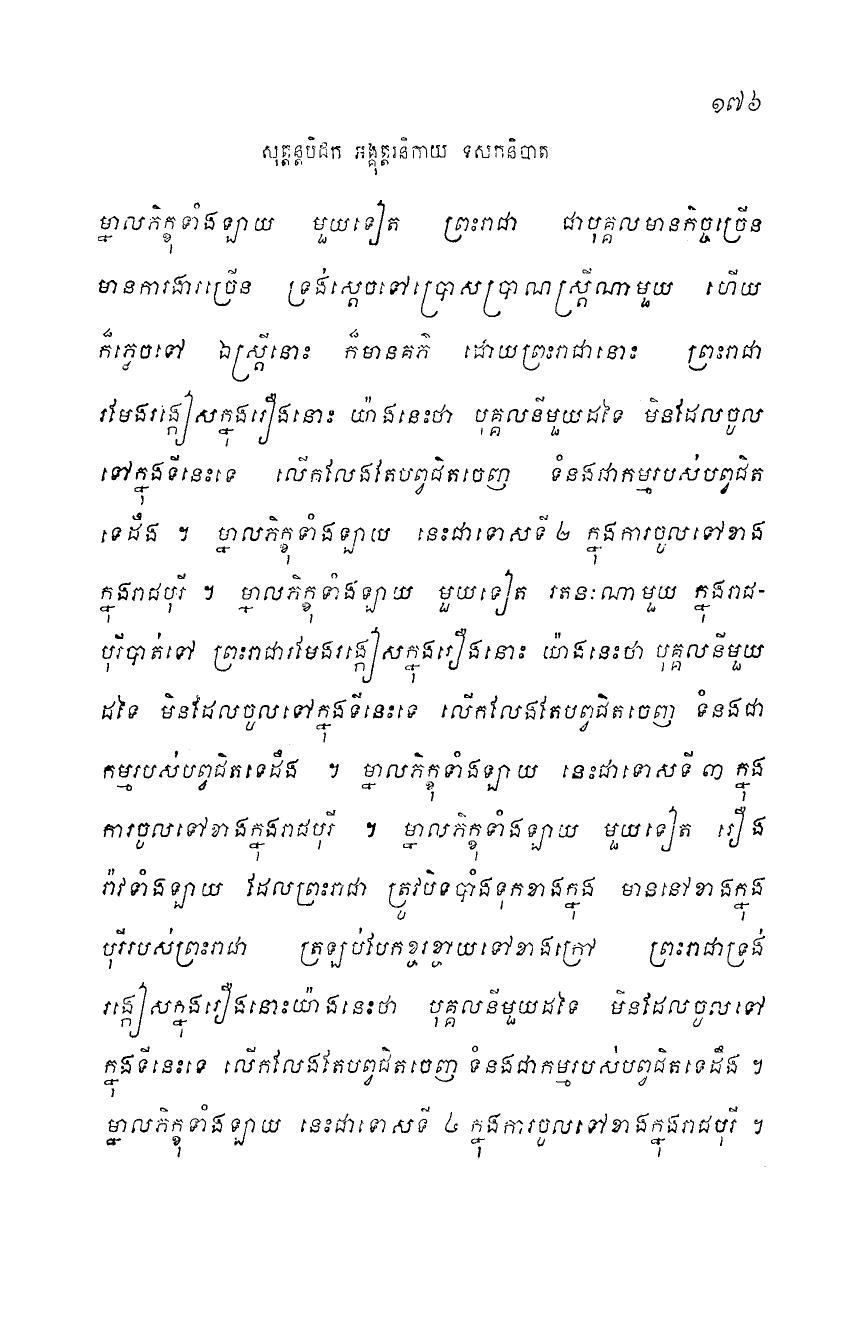 ១៧៦
សុត្តន្តបិដក អង្គុត្តរនិកាយ ទសកនិបាត
ម្នាលភិក្ខុទាំងឡាយ មួយទៀត ព្រះរាជា ជាបុគ្គលមានកិច្ចច្រើន
មានការងារច្រើន ទ្រង់ស្តេចទៅប្រោសប្រាណស្ត្រីណាមួយ ហើយ
ក៏ភ្លេចទៅ ឯស្ត្រីនោះ ក៏មានគភ៌ ដោយព្រះរាជានោះ ព្រះរាជា
រមែងរង្កៀសក្នុងរឿងនោះ យ៉ាងនេះថា បុគ្គលនីមួយដទៃ មិនដែលចូល
ទៅក្នុងទីនេះទេ លើកលែងតែបព្វជិតចេញ ទំនងជាកម្មរបស់បព្វជិត
ទេដឹង ។ ម្នាលភិក្ខុទាំងឡាយ នេះជាទោសទី ២ ក្នុងការចូលទៅខាង
ក្នុងរាជបុរី ។ ម្នាលភិក្ខុទាំងឡាយ មួយទៀត រតនៈណាមួយ ក្នុងរាជ-
បុរីបាត់ទៅ ព្រះរាជារមែងរង្កៀសក្នុងរឿងនោះ យ៉ាងនេះថា បុគ្គលនីមួយ
ដទៃ មិនដែលចូលទៅក្នុងទីនេះទេ លើកលែងតែបព្វជិតចេញ ទំនងជា
កម្មរបស់បព្វជិតទេដឹង ។ ម្នាលភិក្ខុទាំងឡាយ នេះជាទោសទី ៣ ក្នុង
ការចូលទៅខាងក្នុងរាជបុរី ។ ម្នាលភិក្ខុទាំងឡាយ មួយទៀត រឿង
រ៉ាវទាំងឡាយ ដែលព្រះរាជា ត្រូវបិទបាំងទុកខាងក្នុង មាននៅខាងក្នុង
បុរីរបស់ព្រះរាជា ត្រឡប់បែកខ្ចរខ្ចាយទៅខាងក្រៅ ព្រះរាជាទ្រង់
រង្កៀសក្នុងរឿងនោះយ៉ាងនេះថា បុគ្គលនីមួយដទៃ មិនដែលចូលទៅ
ក្នុងទីនេះទេ លើកលែងតែបព្វជិតចេញ ទំនងជាកម្មរបស់បព្វជិតទេដឹង ។
ម្នាលភិក្ខុទាំងឡាយ នេះជាទោសទី ៤ ក្នុងការចូលទៅខាងក្នុងរាជបុរី ។